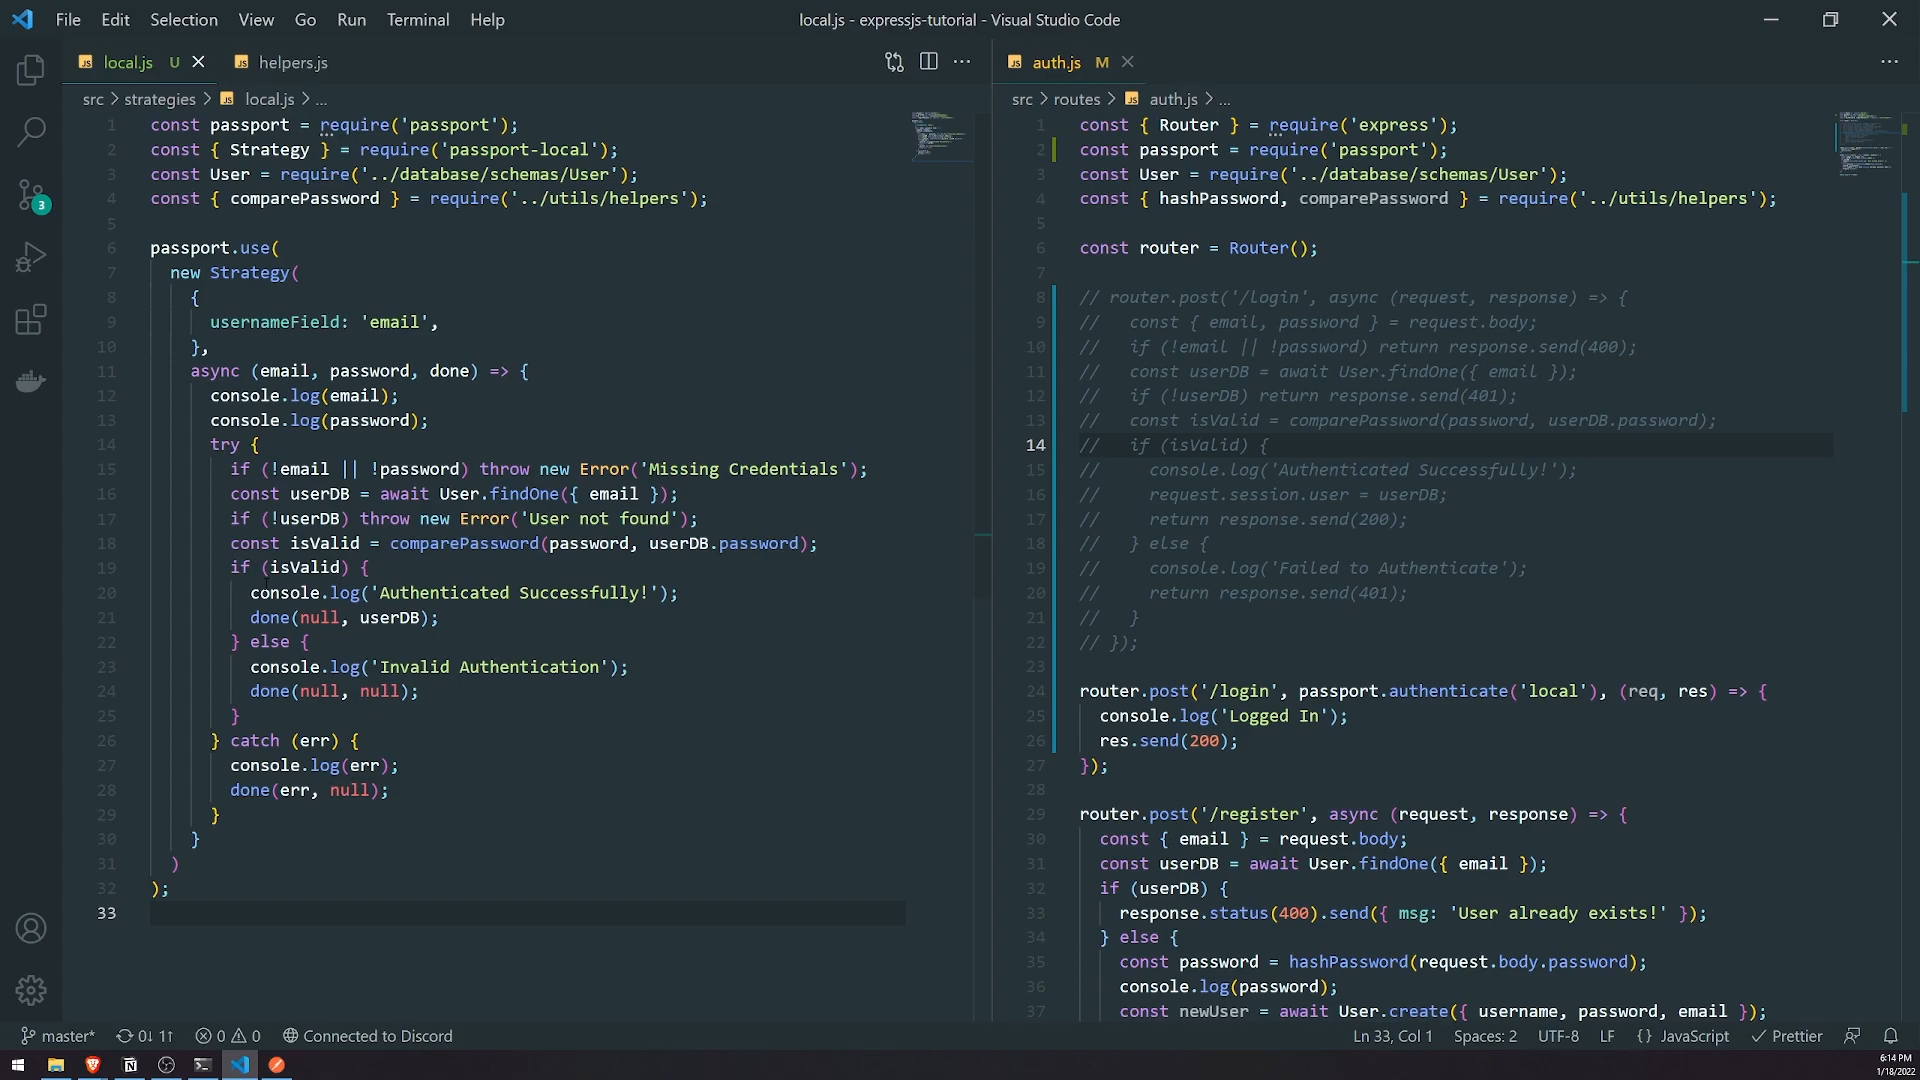 File Edit Selection View Go Run Terminal Help
local.js - expressjs-tutorial - Visual Studio Code
JS local.js U
JS helpers.js
src > strategies > JS local.js > ...
1 const passport = require('passport');
2 const { Strategy } = require('passport-local');
3 const User = require('../database/schemas/User');
4 const { comparePassword } = require('../utils/helpers');
5
6 passport.use(
7 new Strategy(
8 {
9 usernameField: 'email',
10 },
11 async (email, password, done) => {
12 console.log(email);
13 console.log(password);
14 try {
15 if (!email || !password) throw new Error('Missing Credentials');
16 const userDB = await User.findOne({ email });
17 if (!userDB) throw new Error('User not found');
18 const isValid = comparePassword(password, userDB.password);
19 if (isValid) {
20 console.log('Authenticated Successfully!');
21 done(null, userDB);
22 } else {
23 console.log('Invalid Authentication');
24 done(null, null);
25 }
26 } catch (err) {
27 console.log(err);
28 done(err, null);
29 }
30 }
31 )
32 );
33
JS auth.js M
src > routes > JS auth.js > ...
1 const { Router } = require('express');
2 const passport = require('passport');
3 const User = require('../database/schemas/User');
4 const { hashPassword, comparePassword } = require('../utils/helpers');
5
6 const router = Router();
7
8 // router.post('/login', async (request, response) => {
9 // const { email, password } = request.body;
10 // if (!email || !password) return response.send(400);
11 // const userDB = await User.findOne({ email });
12 // if (!userDB) return response.send(401);
13 // const isValid = comparePassword(password, userDB.password);
14 // if (isValid) {
15 // console.log('Authenticated Successfully!');
16 // request.session.user = userDB;
17 // return response.send(200);
18 // } else {
19 // console.log('Failed to Authenticate');
20 // return response.send(401);
21 // }
22 // });
23
24 router.post('/login', passport.authenticate('local'), (req, res) => {
25 console.log('Logged In');
26 res.send(200);
27 });
28
29 router.post('/register', async (request, response) => {
30 const { email } = request.body;
31 const userDB = await User.findOne({ email });
32 if (userDB) {
33 response.status(400).send({ msg: 'User already exists!' });
34 } else {
35 const password = hashPassword(request.body.password);
36 console.log(password);
37 const newUser = await User.create({ username, password, email });
3
master* 0↓ 1↑ 0 0 Connected to Discord
Ln 33, Col 1 Spaces: 2 UTF-8 LF {} JavaScript Prettier
6:14 PM
1/18/2022